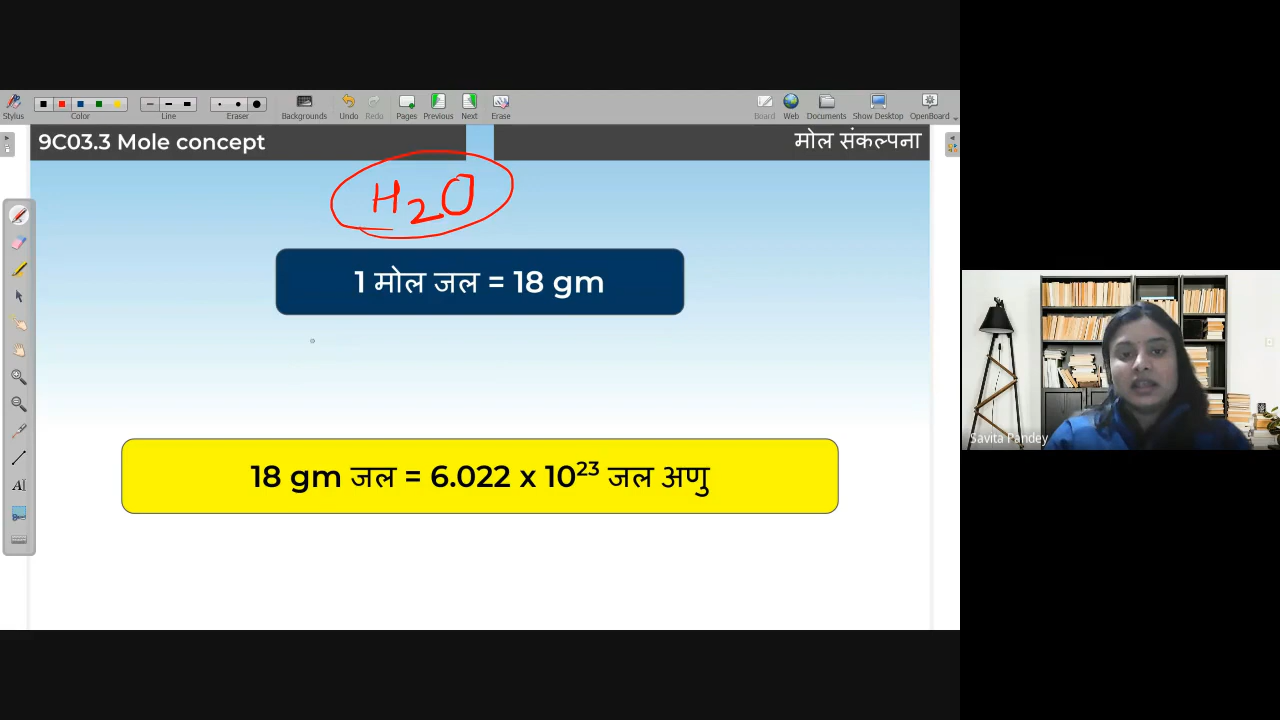 Stylus
Color
Line
Eraser
Backgrounds
Undo
Redo
Pages
Previous
Next
Erase
Board
Web
Documents
Show Desktop
OpenBoard
9C03.3 Mole concept
मोल संकल्पना
H2O
1 मोल जल = 18 gm
18 gm जल = 6.022 x 10²³ जल अणु
Savita Pandey